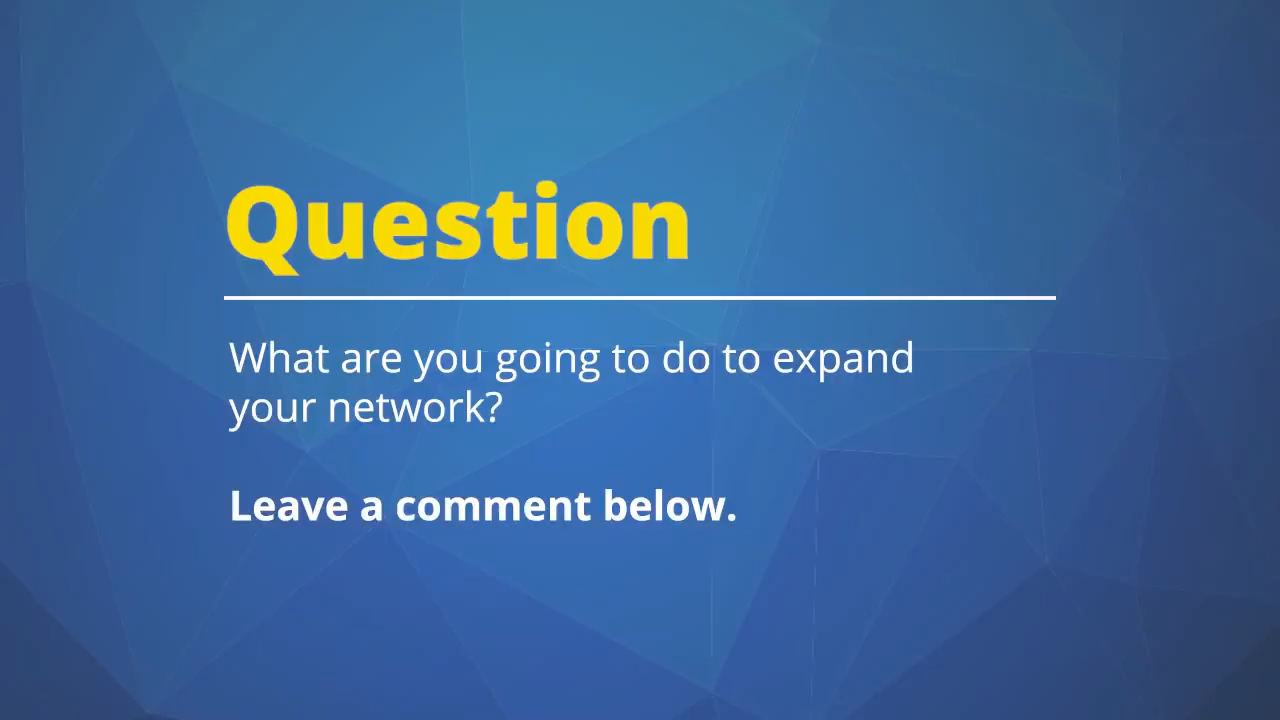 Question
What are you going to do to expand
your network?
Leave a comment below.